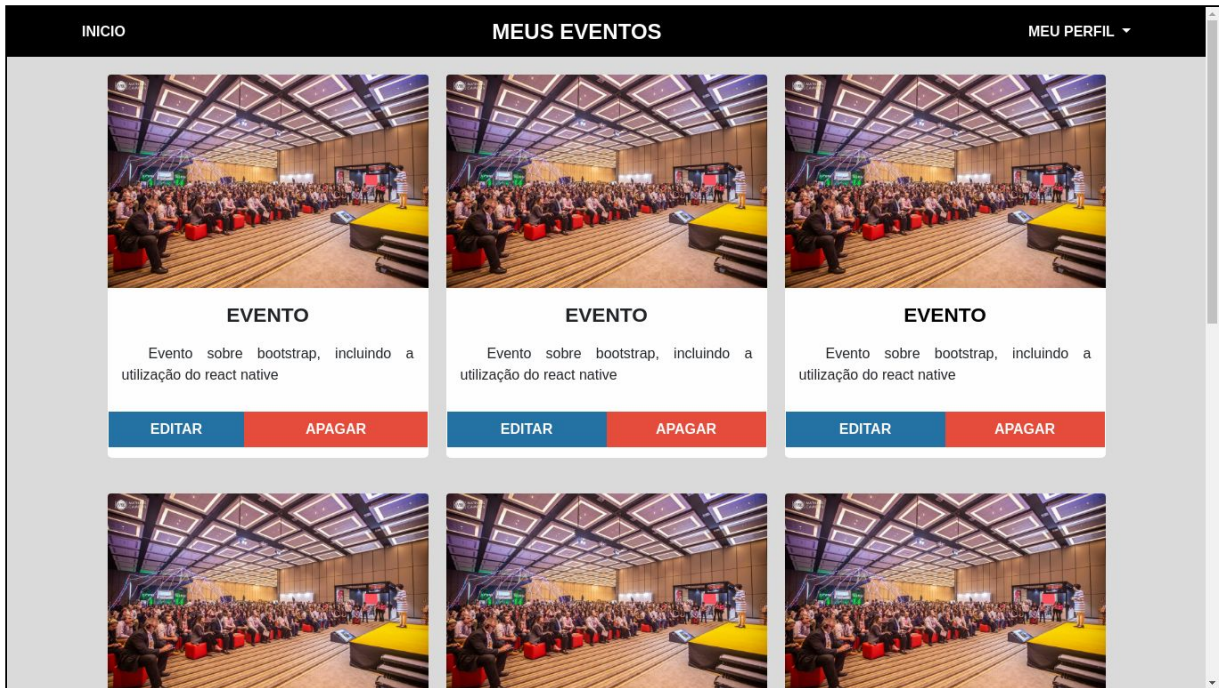 INICIO MEUS EVENTOS MEU PERFIL
EVENTO EVENTO EVENTO
Evento sobre bootstrap, incluindo a
utilização do react native
Evento sobre bootstrap, incluindo a
utilização do react native
Evento sobre bootstrap, incluindo a
utilização do react native
EDITAR APAGAR EDITAR APAGAR EDITAR APAGAR